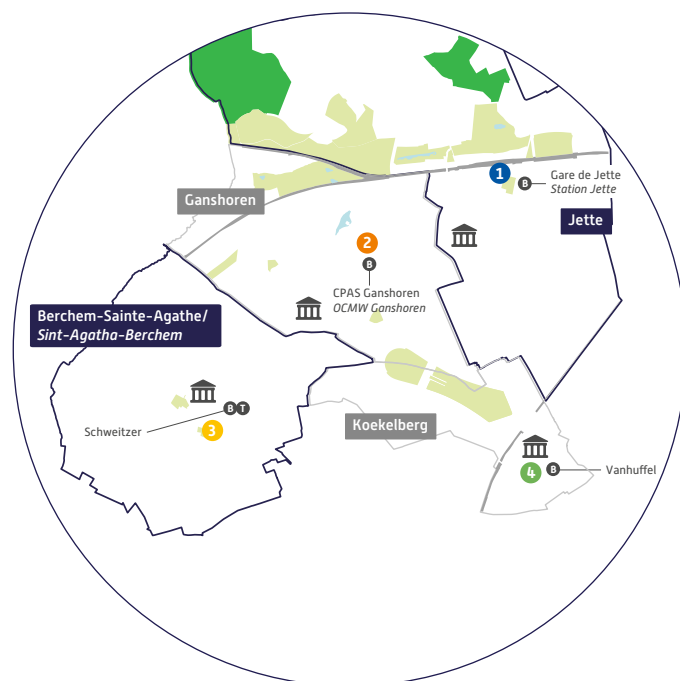 1
B
Gare de Jette
Station Jette
Ganshoren
Jette
2
B
CPAS Ganshoren
OCMW Ganshoren
Berchem-Sainte-Agathe/
Sint-Agatha-Berchem
B T
Schweitzer
3
Koekelberg
4
B
Vanhuffel